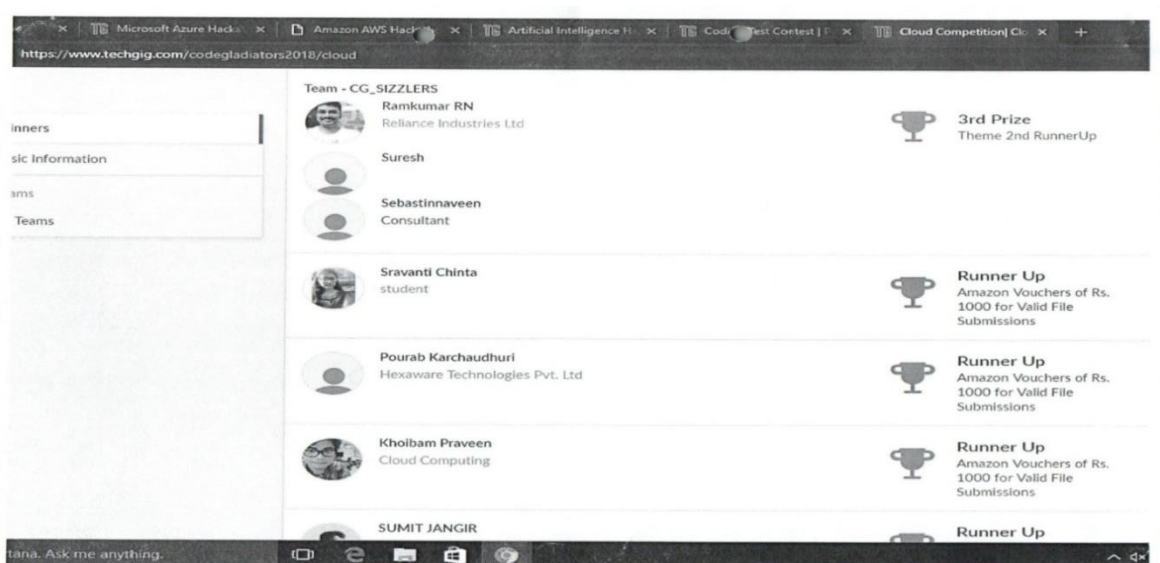 Microsoft Azure Hacka
Amazon AWS Hack
Artificial Intelligence H
Test Contest | F
Cloud Competition| Clo
https://www.techgig.com/codegladiators2018/cloud
inners
sic Information
ams
Teams
Team - CG_SIZZLERS
Ramkumar RN
Reliance Industries Ltd
3rd Prize
Theme 2nd RunnerUp
Suresh
Sebastinnaveen
Consultant
Sravanti Chinta
student
Runner Up
Amazon Vouchers of Rs.
1000 for Valid File
Submissions
Pourab Karchaudhuri
Hexaware Technologies Pvt. Ltd
Runner Up
Amazon Vouchers of Rs.
1000 for Valid File
Submissions
Khoibam Praveen
Cloud Computing
Runner Up
Amazon Vouchers of Rs.
1000 for Valid File
Submissions
SUMIT JANGIR
Runner Up
tana. Ask me anything.